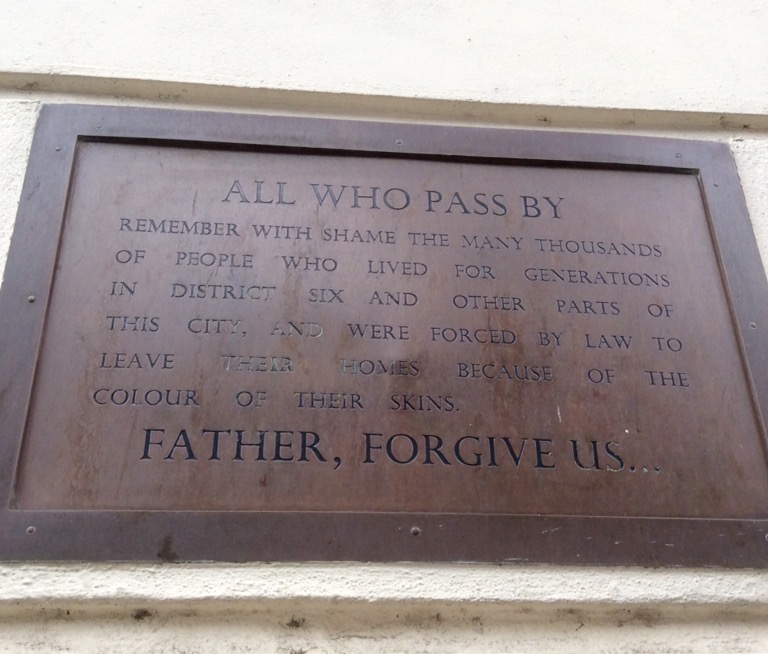 ALL WHO PASS BY
REMEMBER WITH SHAME THE MANY THOUSANDS
OF PEOPLE WHO LIVED FOR GENERATIONS
IN DISTRICT SIX AND OTHER PARTS OF
THIS CITY, AND WERE FORCED BY LAW TO
LEAVE THEIR HOMES BECAUSE OF THE
COLOUR OF THEIR SKINS.
FATHER, FORGIVE US...